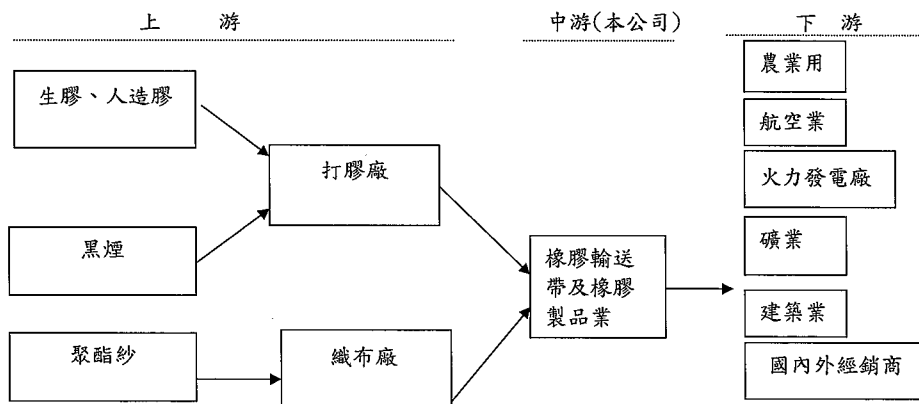 上 游
中游(本公司)
下 游
生膠、人造膠
黑煙
聚酯紗
打膠廠
織布廠
橡膠輸送
帶及橡膠
製品業
農業用
航空業
火力發電廠
礦業
建築業
國內外經銷商